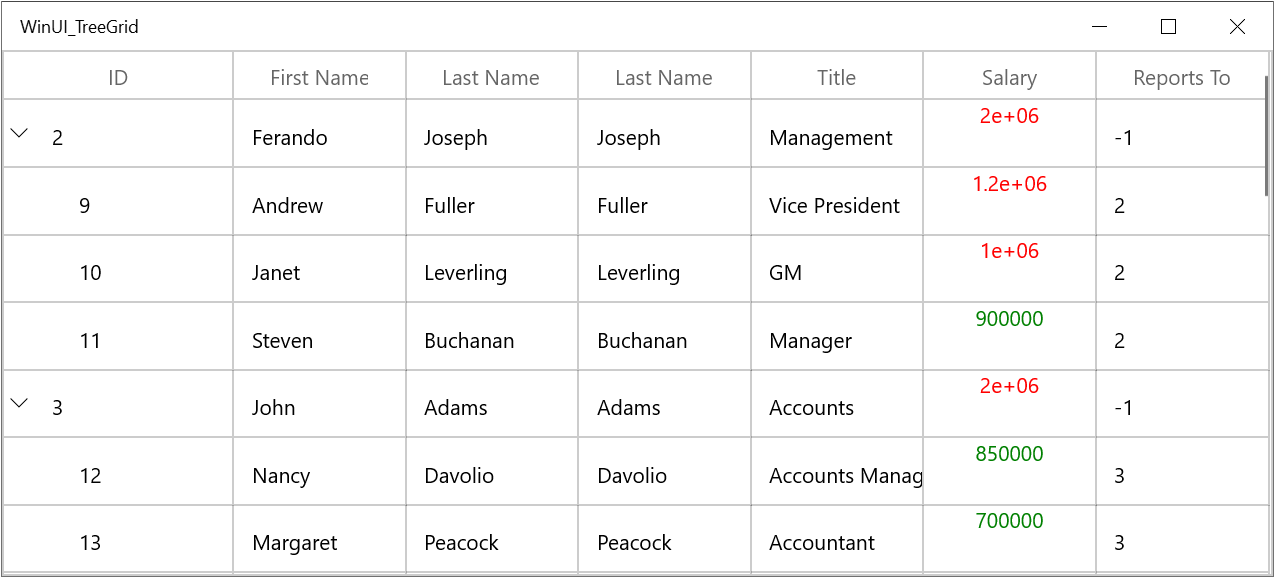 WinUI_TreeGrid
ID First Name Last Name Last Name Title Salary Reports To
2 Ferando Joseph Joseph Management 2e+06 -1
9 Andrew Fuller Fuller Vice President 1.2e+06 2
10 Janet Leverling Leverling GM 1e+06 2
11 Steven Buchanan Buchanan Manager 900000 2
3 John Adams Adams Accounts 2e+06 -1
12 Nancy Davolio Davolio Accounts Manag 850000 3
13 Margaret Peacock Peacock Accountant 700000 3